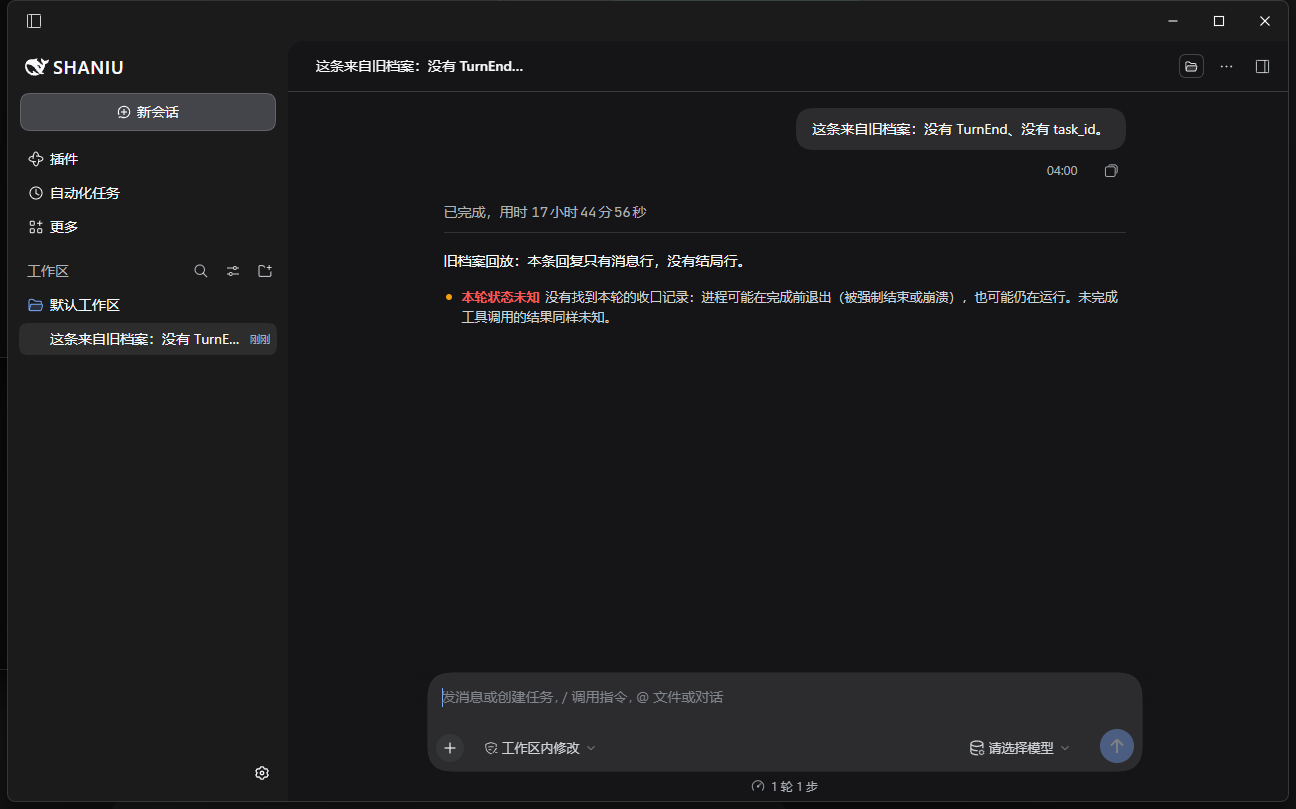 SHANIU
新会话
插件
自动化任务
更多
工作区
默认工作区
这条来自旧档案：没有 TurnE... 刚刚
这条来自旧档案：没有 TurnEnd...
这条来自旧档案：没有 TurnEnd、没有 task_id。
04:00
已完成，用时 17小时44分56秒
旧档案回放：本条回复只有消息行，没有结局行。
本轮状态未知 没有找到本轮的收口记录：进程可能在完成前退出（被强制结束或崩溃），也可能仍在运行。未完成
工具调用的结果同样未知。
发消息或创建任务, / 调用指令, @ 文件或对话
工作区内修改
请选择模型
1 轮 1 步